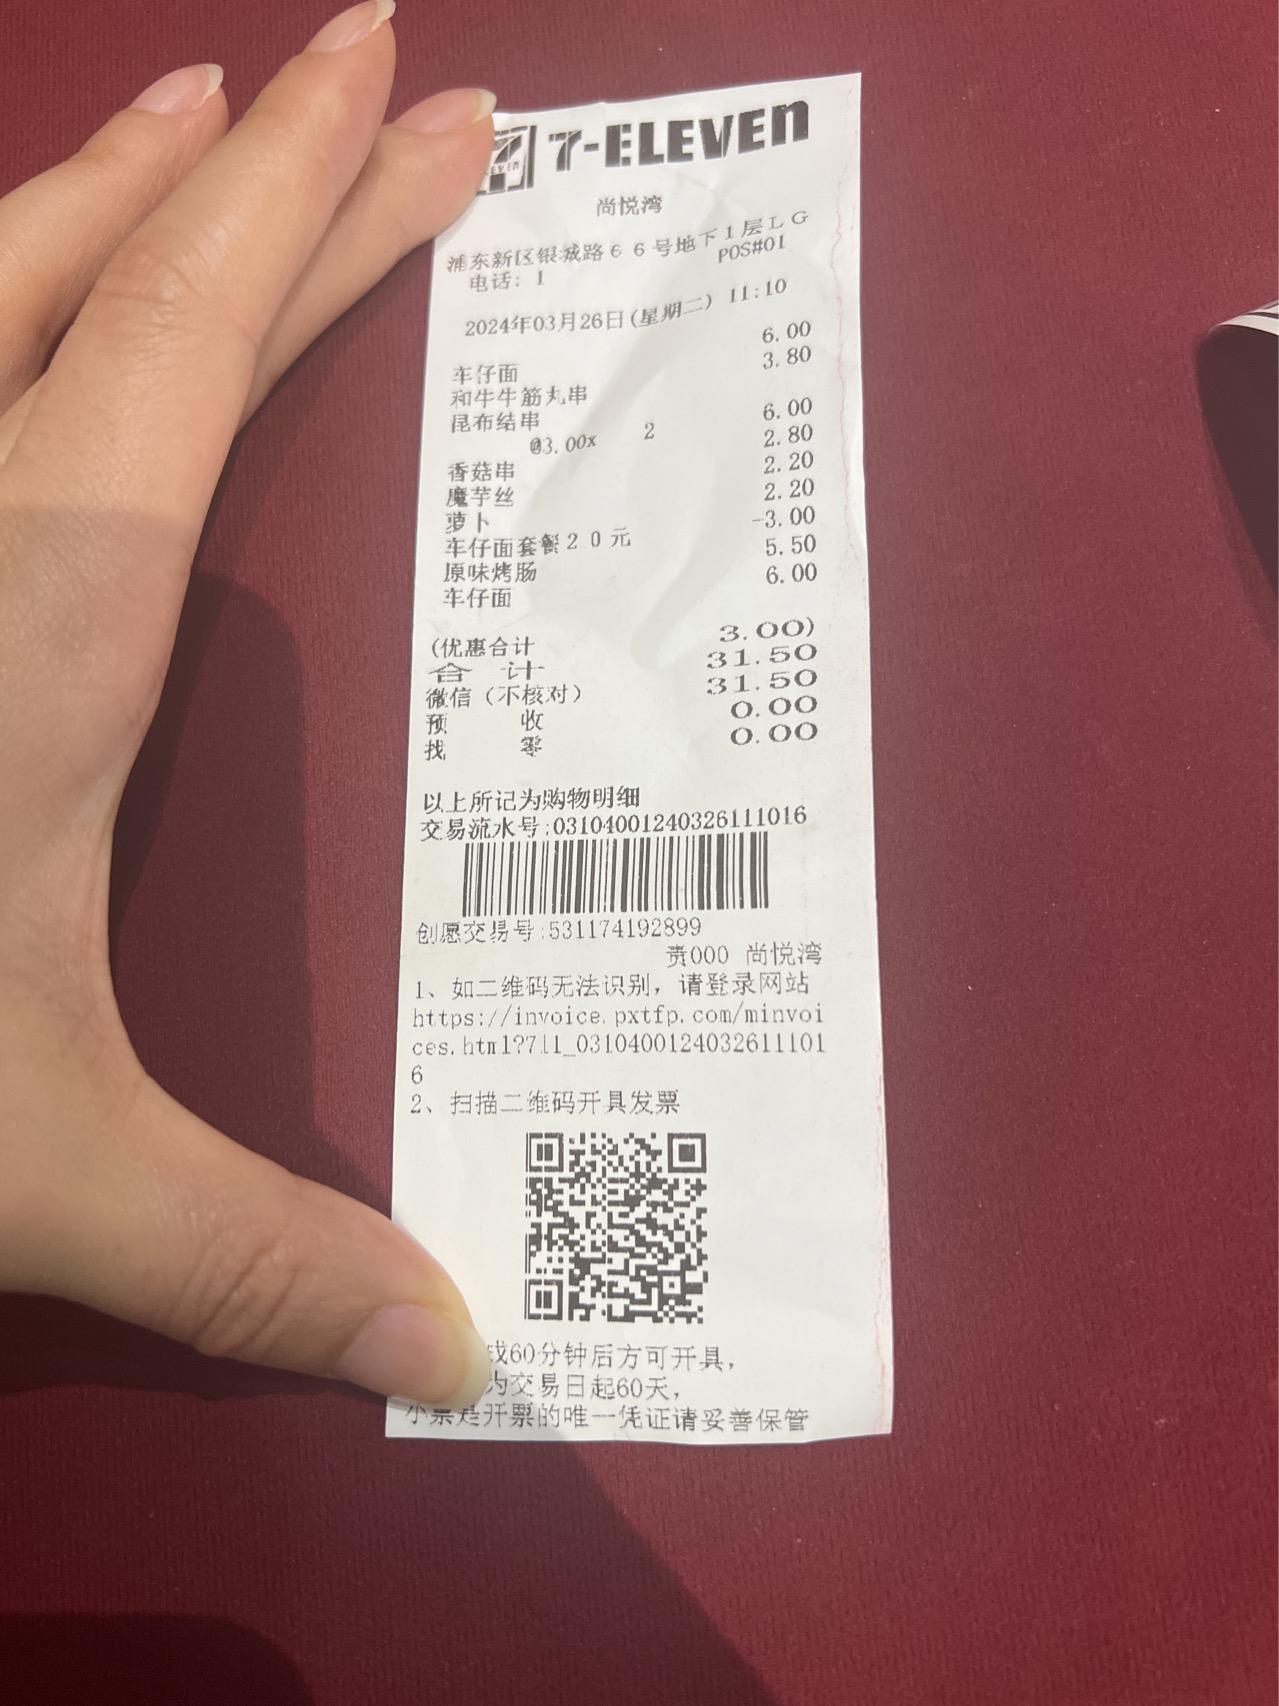 7-ELEVEN
尚悦湾
浦东新区银城路66号地下1层LG
电话: 1 POS#01
2024年03月26日(星期二) 11:10
车仔面 6.00
和牛牛筋丸串 3.80
昆布结串
@3.00x 2 6.00
香菇串 2.80
魔芋丝 2.20
萝卜 2.20
车仔面套餐20元 -3.00
原味烤肠 5.50
车仔面 6.00
(优惠合计 3.00)
合 计 31.50
微信(不核对) 31.50
预 收 0.00
找 零 0.00
以上所记为购物明细
交易流水号:03104001240326111016
创愿交易号:531174192899
责000 尚悦湾
1、如二维码无法识别，请登录网站
https://invoice.pxtfp.com/minvoi
ces.html?711_0310400124032611101
6
2、扫描二维码开具发票
或60分钟后方可开具，
为交易日起60天，
小票是开票的唯一凭证请妥善保管